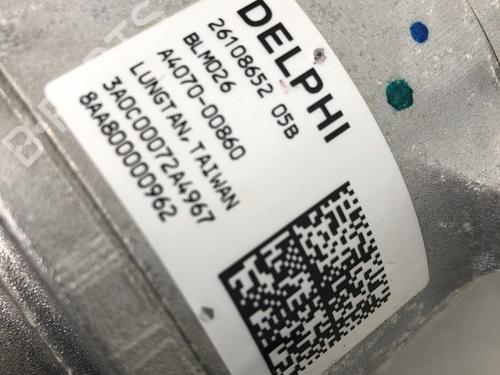 DELPHI
26108652 05B
BLM026
A4070-00860
LUNGTAN,TAIWAN
3A0C00072A4967
8AA800000962